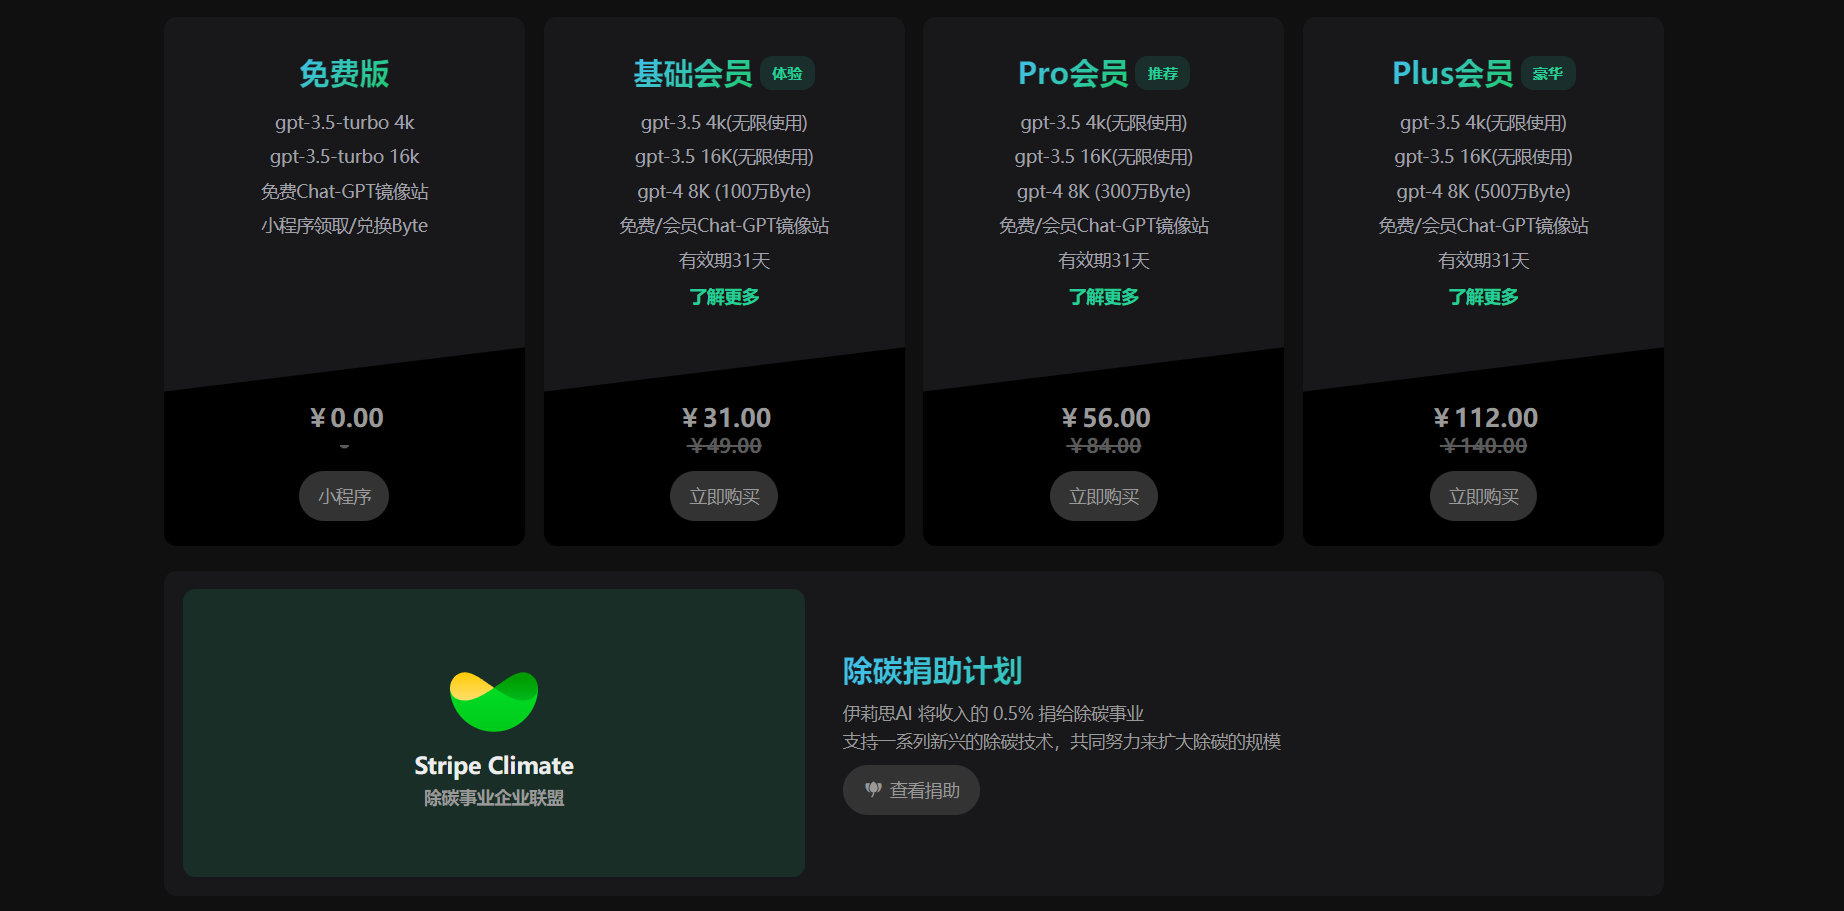 免费版
gpt-3.5-turbo 4k
gpt-3.5-turbo 16k
免费Chat-GPT镜像站
小程序领取/兑换Byte
¥0.00
-
小程序
基础会员 体验
gpt-3.5 4k(无限使用)
gpt-3.5 16K(无限使用)
gpt-4 8K (100万Byte)
免费/会员Chat-GPT镜像站
有效期31天
了解更多
¥31.00
¥49.00
立即购买
Pro会员 推荐
gpt-3.5 4k(无限使用)
gpt-3.5 16K(无限使用)
gpt-4 8K (300万Byte)
免费/会员Chat-GPT镜像站
有效期31天
了解更多
¥56.00
¥84.00
立即购买
Plus会员 豪华
gpt-3.5 4k(无限使用)
gpt-3.5 16K(无限使用)
gpt-4 8K (500万Byte)
免费/会员Chat-GPT镜像站
有效期31天
了解更多
¥112.00
¥140.00
立即购买
Stripe Climate
除碳事业企业联盟
除碳捐助计划
伊莉思AI 将收入的 0.5% 捐给除碳事业
支持一系列新兴的除碳技术，共同努力来扩大除碳的规模
查看捐助